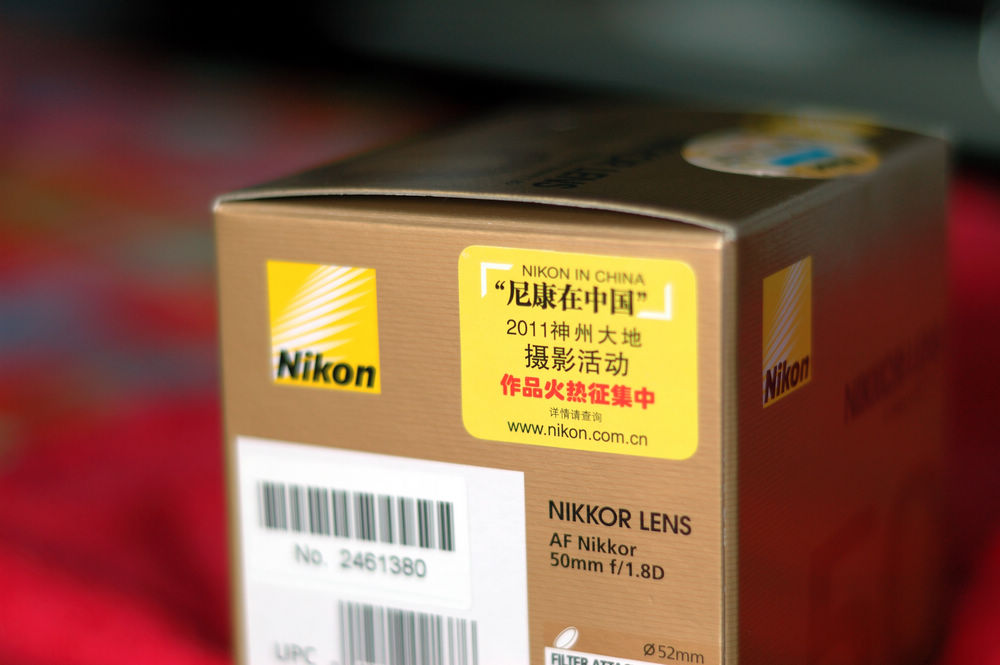 Nikon
NIKON IN CHINA
“尼康在中国”
2011神州大地
摄影活动
作品火热征集中
详情请查询
www.nikon.com.cn
Nikon
No. 2461380
NIKKOR LENS
AF Nikkor
50mm f/1.8D
UPC
Ø52mm